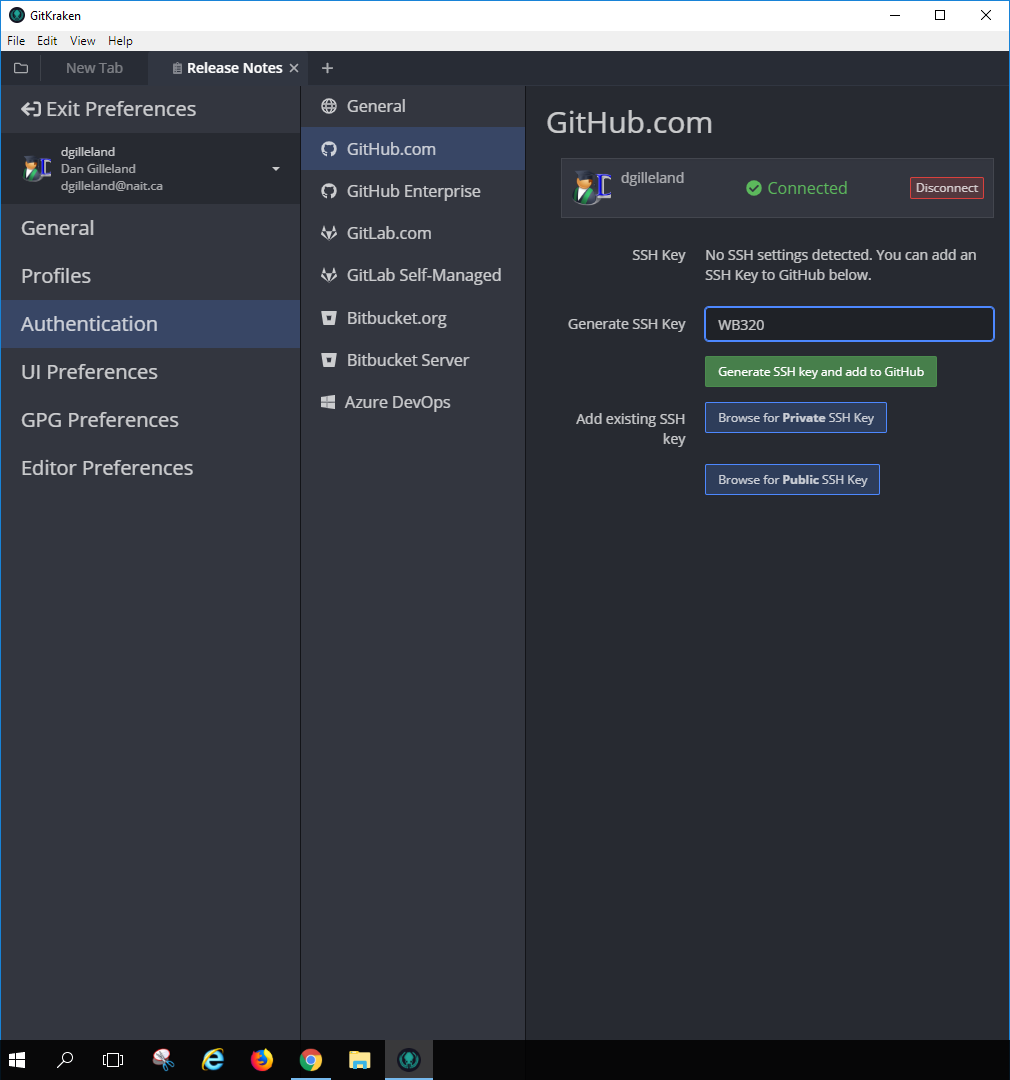 GitKraken
File Edit View Help
New Tab
Release Notes
Exit Preferences
dgilleland
Dan Gilleland
dgilleland@nait.ca
General
Profiles
Authentication
UI Preferences
GPG Preferences
Editor Preferences
General
GitHub.com
GitHub Enterprise
GitLab.com
GitLab Self-Managed
Bitbucket.org
Bitbucket Server
Azure DevOps
GitHub.com
dgilleland
Connected
Disconnect
SSH Key
No SSH settings detected. You can add an
SSH Key to GitHub below.
Generate SSH Key
WB320
Generate SSH key and add to GitHub
Add existing SSH
key
Browse for Private SSH Key
Browse for Public SSH Key